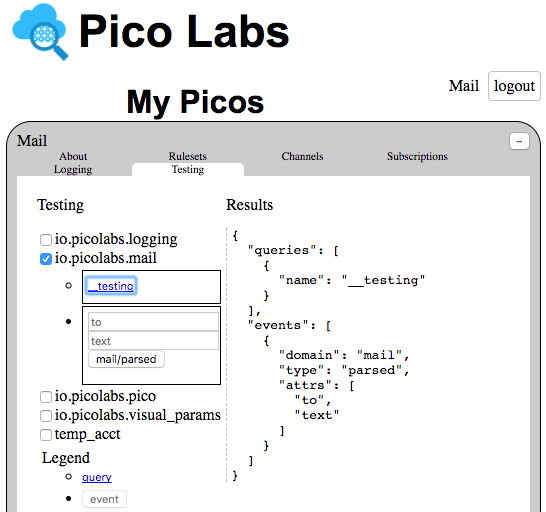 Pico Labs
Mail logout
My Picos
Mail −
About Rulesets Channels Subscriptions
Logging Testing
Testing
io.picolabs.logging
io.picolabs.mail
__testing
to
text
mail/parsed
io.picolabs.pico
io.picolabs.visual_params
temp_acct
Legend
query
event
Results
{
  "queries": [
    {
      "name": "__testing"
    }
  ],
  "events": [
    {
      "domain": "mail",
      "type": "parsed",
      "attrs": [
        "to",
        "text"
      ]
    }
  ]
}